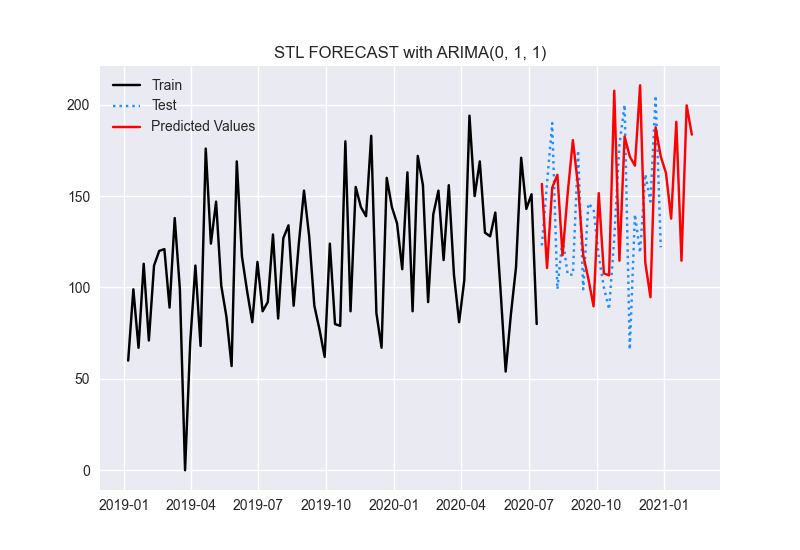 STL FORECAST with ARIMA(0, 1, 1)
Train
Test
Predicted Values
200
150
100
50
0
2019-01 2019-04 2019-07 2019-10 2020-01 2020-04 2020-07 2020-10 2021-01